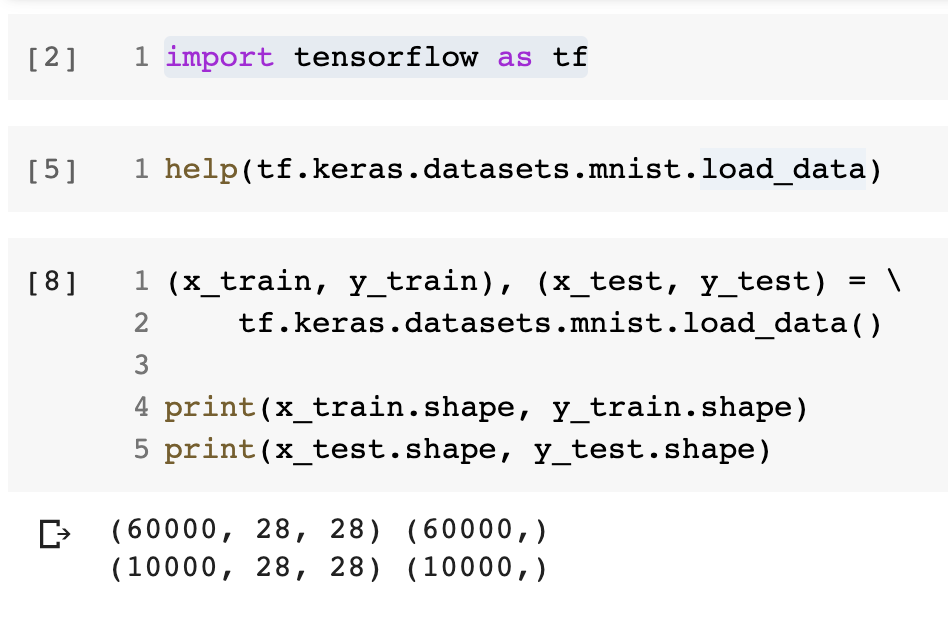 [2] 1 import tensorflow as tf
[5] 1 help(tf.keras.datasets.mnist.load_data)
[8] 1 (x_train, y_train), (x_test, y_test) = \
2     tf.keras.datasets.mnist.load_data()
3
4 print(x_train.shape, y_train.shape)
5 print(x_test.shape, y_test.shape)
(60000, 28, 28) (60000,)
(10000, 28, 28) (10000,)